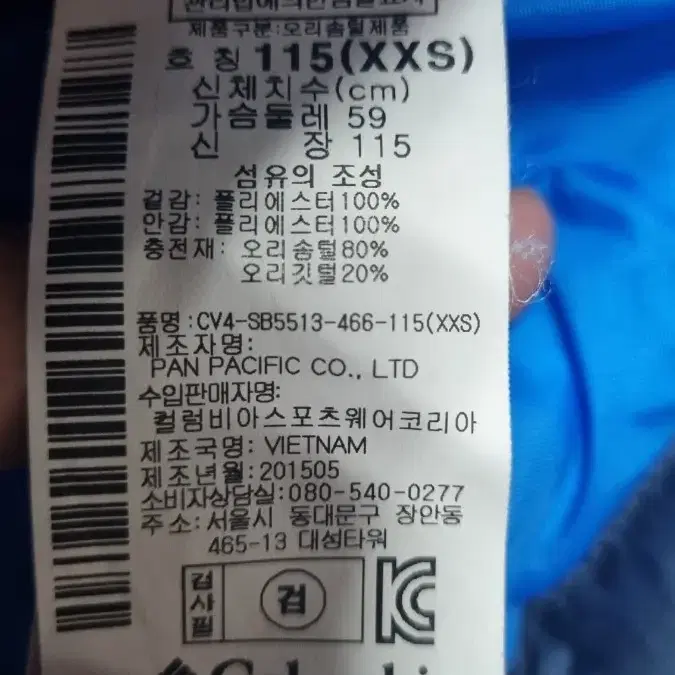 제품구분:오리솜털제품
호 칭 115(XXS)
신체치수(cm)
가슴둘레 59
신 장 115
섬유의 조성
겉감: 폴리에스터100%
안감: 폴리에스터100%
충전재: 오리솜털80%
오리깃털20%
품명:CV4-SB5513-466-115(XXS)
제조자명:
PAN PACIFIC CO., LTD
수입판매자명:
컬럼비아스포츠웨어코리아
제조국명: VIETNAM
제조년월:201505
소비자상담실:080-540-0277
주소:서울시 동대문구 장안동
465-13 대성타워
검사필
검